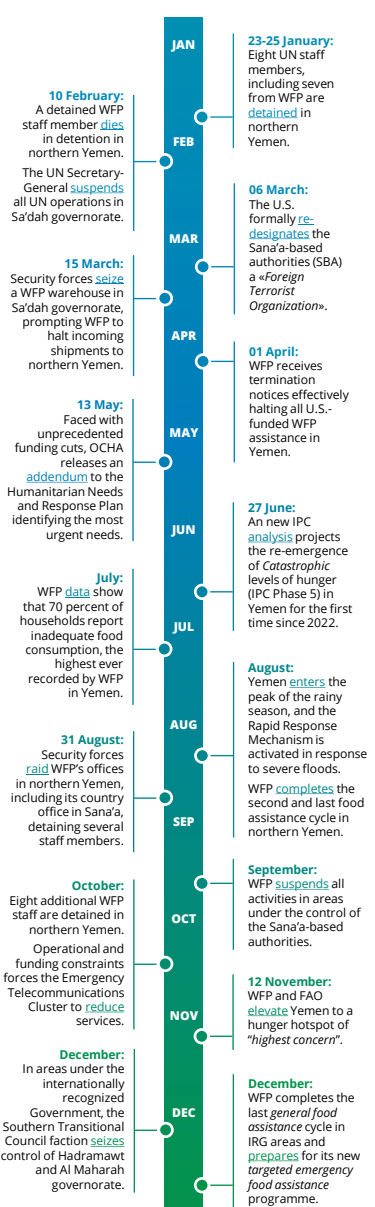 JAN
23-25 January:
Eight UN staff
members,
including seven
from WFP are
detained in
northern
Yemen.
10 February:
A detained WFP
staff member dies
in detention in
northern Yemen.
The UN Secretary-
General suspends
all UN operations in
Sa'dah governorate.
FEB
06 March:
The U.S.
formally re-
designates the
Sana'a-based
authorities (SBA)
a «Foreign
Terrorist
Organization».
MAR
15 March:
Security forces seize
a WFP warehouse in
Sa'dah governorate,
prompting WFP to
halt incoming
shipments to
northern Yemen.
APR
01 April:
WFP receives
termination
notices effectively
halting all U.S.-
funded WFP
assistance in
Yemen.
13 May:
Faced with
unprecedented
funding cuts, OCHA
releases an
addendum to the
Humanitarian Needs
and Response Plan
identifying the most
urgent needs.
MAY
27 June:
An new IPC
analysis projects
the re-emergence
of Catastrophic
levels of hunger
(IPC Phase 5) in
Yemen for the first
time since 2022.
JUN
July:
WFP data show
that 70 percent of
households report
inadequate food
consumption, the
highest ever
recorded by WFP
in Yemen.
JUL
August:
Yemen enters the
peak of the rainy
season, and the
Rapid Response
Mechanism is
activated in response
to severe floods.
WFP completes the
second and last food
assistance cycle in
northern Yemen.
AUG
31 August:
Security forces
raid WFP's offices
in northern Yemen,
including its country
office in Sana'a,
detaining several
staff members.
SEP
September:
WFP suspends all
activities in areas
under the control of
the Sana'a-based
authorities.
October:
Eight additional WFP
staff are detained in
northern Yemen.
Operational and
funding constraints
forces the Emergency
Telecommunications
Cluster to reduce
services.
OCT
12 November:
WFP and FAO
elevate Yemen to a
hunger hotspot of
"highest concern".
NOV
December:
In areas under the
internationally
recognized
Government, the
Southern Transitional
Council faction seizes
control of Hadramawt
and Al Maharah
governorate.
DEC
December:
WFP completes the
last general food
assistance cycle in
IRG areas and
prepares for its new
targeted emergency
food assistance
programme.